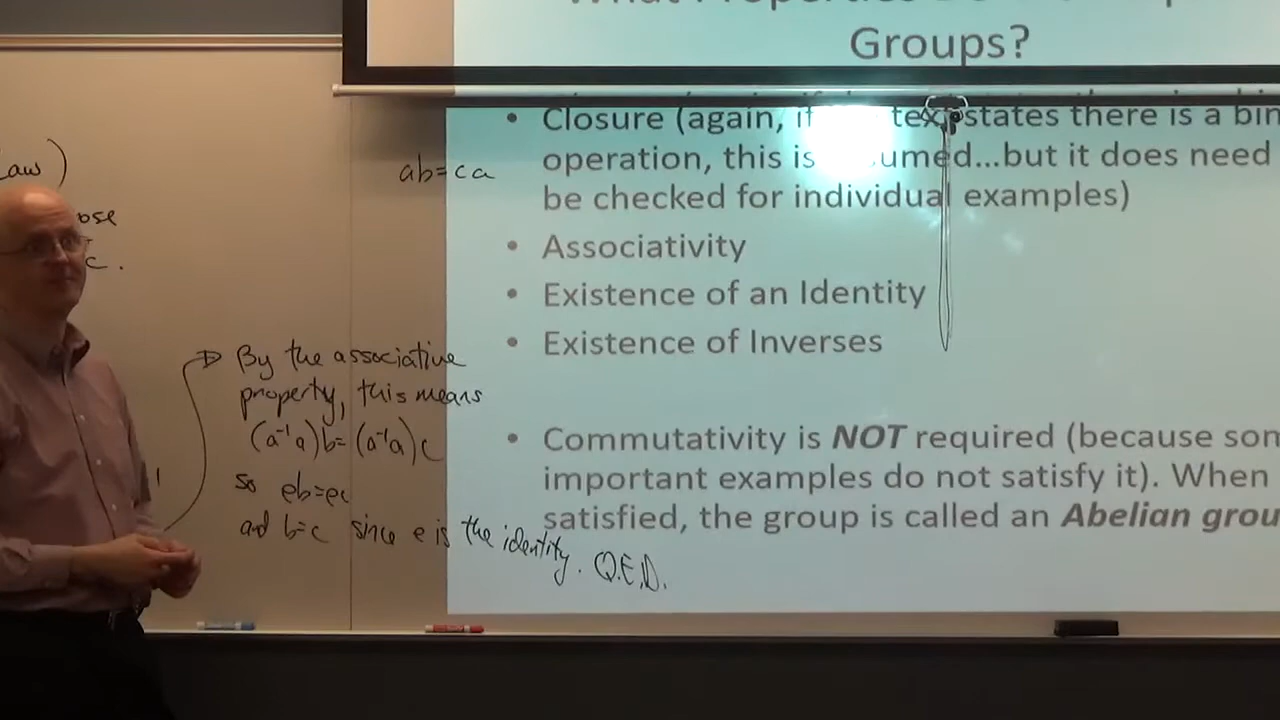 Groups?
• Closure (again, if text states there is a bin
operation, this is assumed...but it does need
be checked for individual examples)
• Associativity
• Existence of an Identity
• Existence of Inverses
• Commutativity is NOT required (because som
important examples do not satisfy it). When
satisfied, the group is called an Abelian grou
Law)
ose
c.
ab=ca
By the associative
property, this means
(a⁻¹a)b=(a⁻¹a)c
so eb=ec
and b=c since e is the identity. Q.E.D.